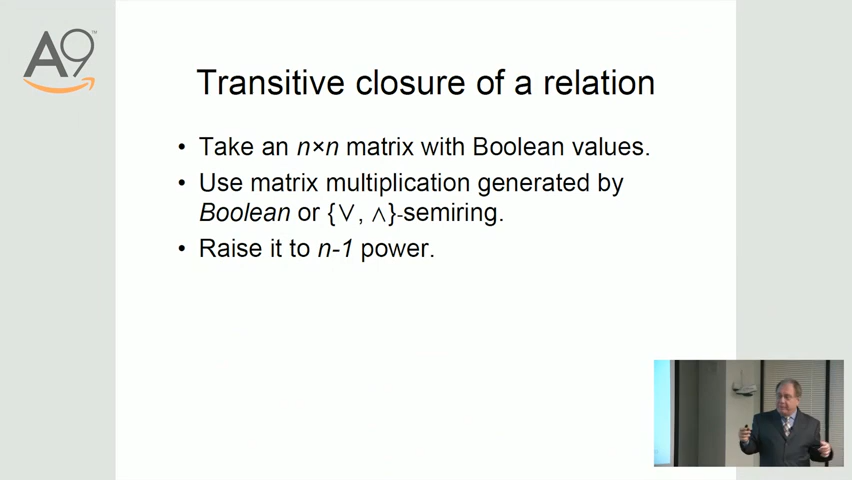 A9™
Transitive closure of a relation
• Take an n×n matrix with Boolean values.
• Use matrix multiplication generated by
Boolean or {∨, ∧}-semiring.
• Raise it to n-1 power.